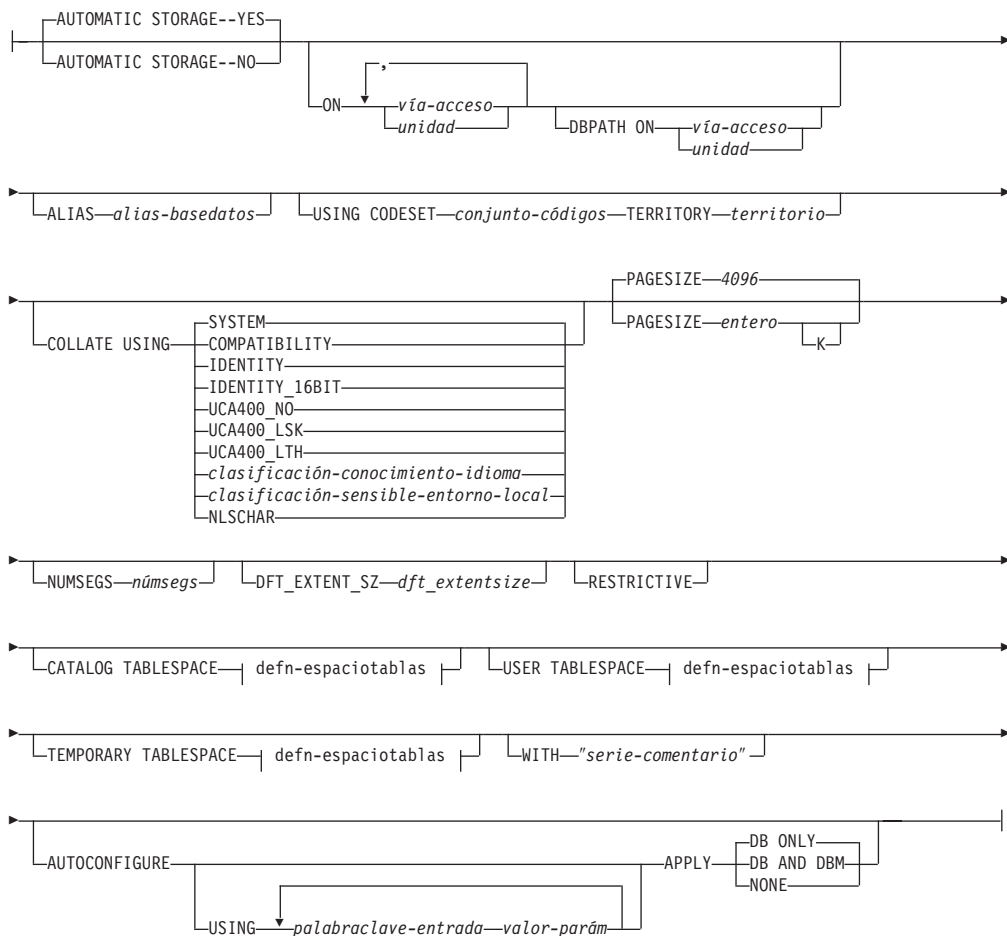 AUTOMATIC STORAGE--YES
AUTOMATIC STORAGE--NO
,
ON vía-acceso
unidad
DBPATH ON vía-acceso
unidad
ALIAS alias-basedatos USING CODESET conjunto-códigos TERRITORY territorio
PAGESIZE 4096
PAGESIZE entero
K
COLLATE USING SYSTEM
COMPATIBILITY
IDENTITY
IDENTITY_16BIT
UCA400_NO
UCA400_LSK
UCA400_LTH
clasificación-conocimiento-idioma
clasificación-sensible-entorno-local
NLSCHAR
NUMSEGS númsegs DFT_EXTENT_SZ dft_extentsize RESTRICTIVE
CATALOG TABLESPACE defn-espaciotablas USER TABLESPACE defn-espaciotablas
TEMPORARY TABLESPACE defn-espaciotablas WITH "serie-comentario"
AUTOCONFIGURE APPLY DB ONLY
DB AND DBM
NONE
USING palabraclave-entrada valor-parám